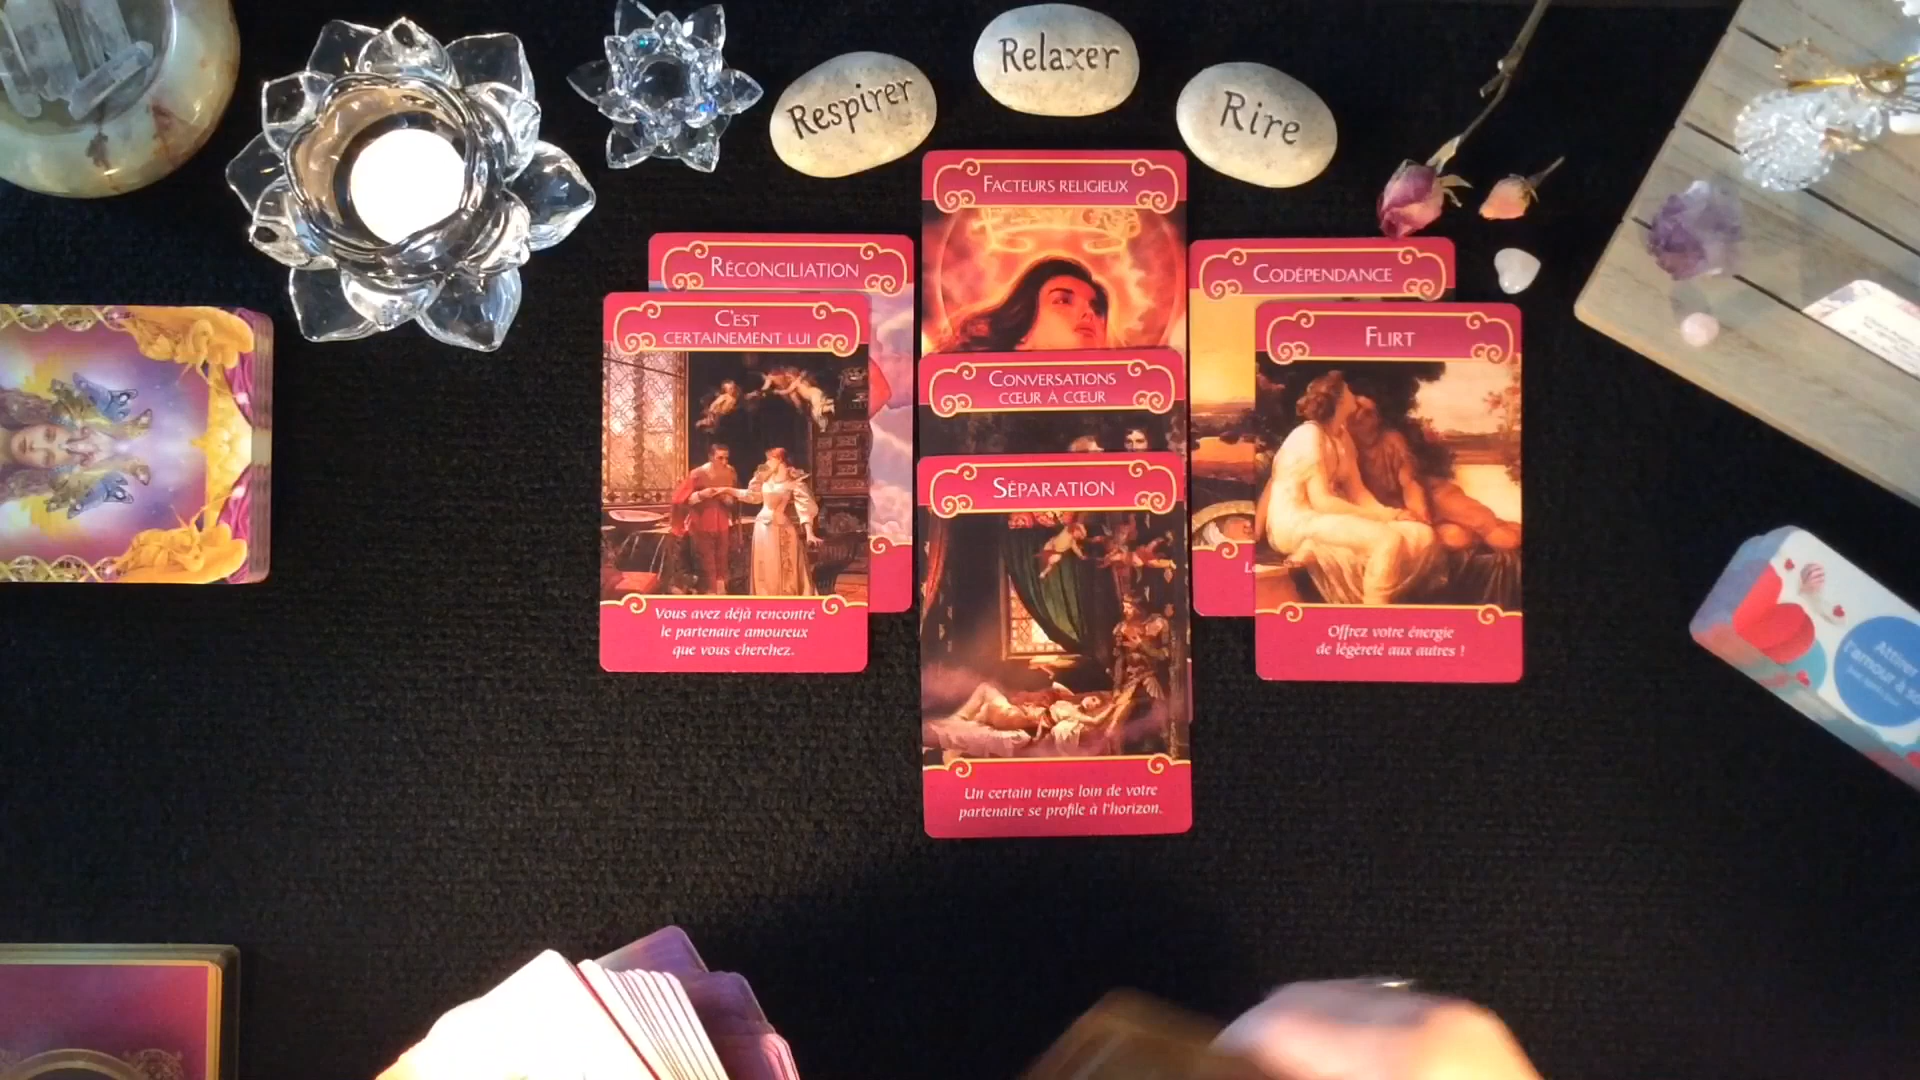 Respirer
Relaxer
Rire
FACTEURS RELIGIEUX
RÉCONCILIATION
CODÉPENDANCE
C'EST
CERTAINEMENT LUI
FLIRT
CONVERSATIONS
CŒUR À CŒUR
SÉPARATION
Vous avez déjà rencontré
le partenaire amoureux
que vous cherchez.
Offrez votre énergie
de légèreté aux autres !
Un certain temps loin de votre
partenaire se profile à l'horizon.
Attirer
l'amour à